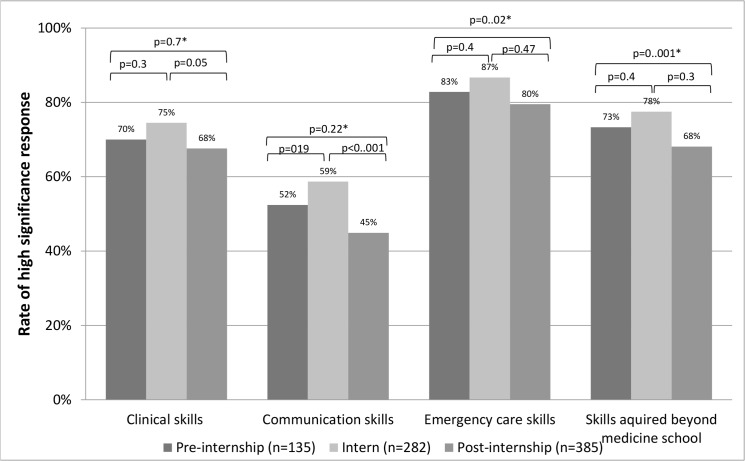 100%
80%
60%
40%
20%
0%
Rate of high significance response
p=0.7*
p=0.3
p=0.05
70%
75%
68%
p=0.22*
p=019
p<0..001
52%
59%
45%
p=0..02*
p=0.4
p=0.47
83%
87%
80%
p=0..001*
p=0.4
p=0.3
73%
78%
68%
Clinical skills
Communication skills
Emergency care skills
Skills aquired beyond
medicine school
Pre-internship (n=135)
Intern (n=282)
Post-internship (n=385)